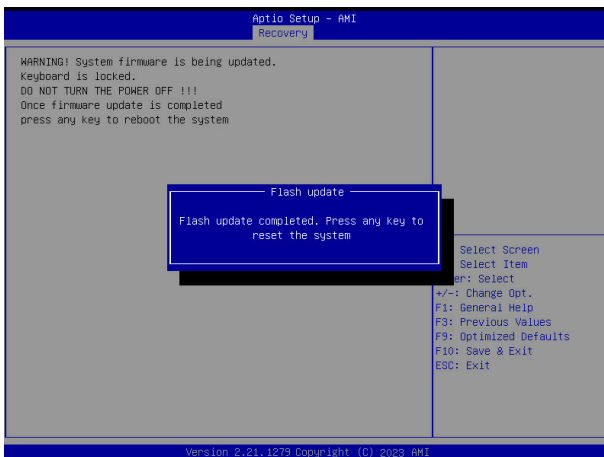 Aptio Setup - AMI
Recovery
WARNING! System firmware is being updated.
Keyboard is locked.
DO NOT TURN THE POWER OFF !!!
Once firmware update is completed
press any key to reboot the system
Flash update
Flash update completed. Press any key to
reset the system
Select Screen
Select Item
er: Select
+/-: Change Opt.
F1: General Help
F3: Previous Values
F9: Optimized Defaults
F10: Save & Exit
ESC: Exit
Version 2.21.1279 Copyright (C) 2023 AMI